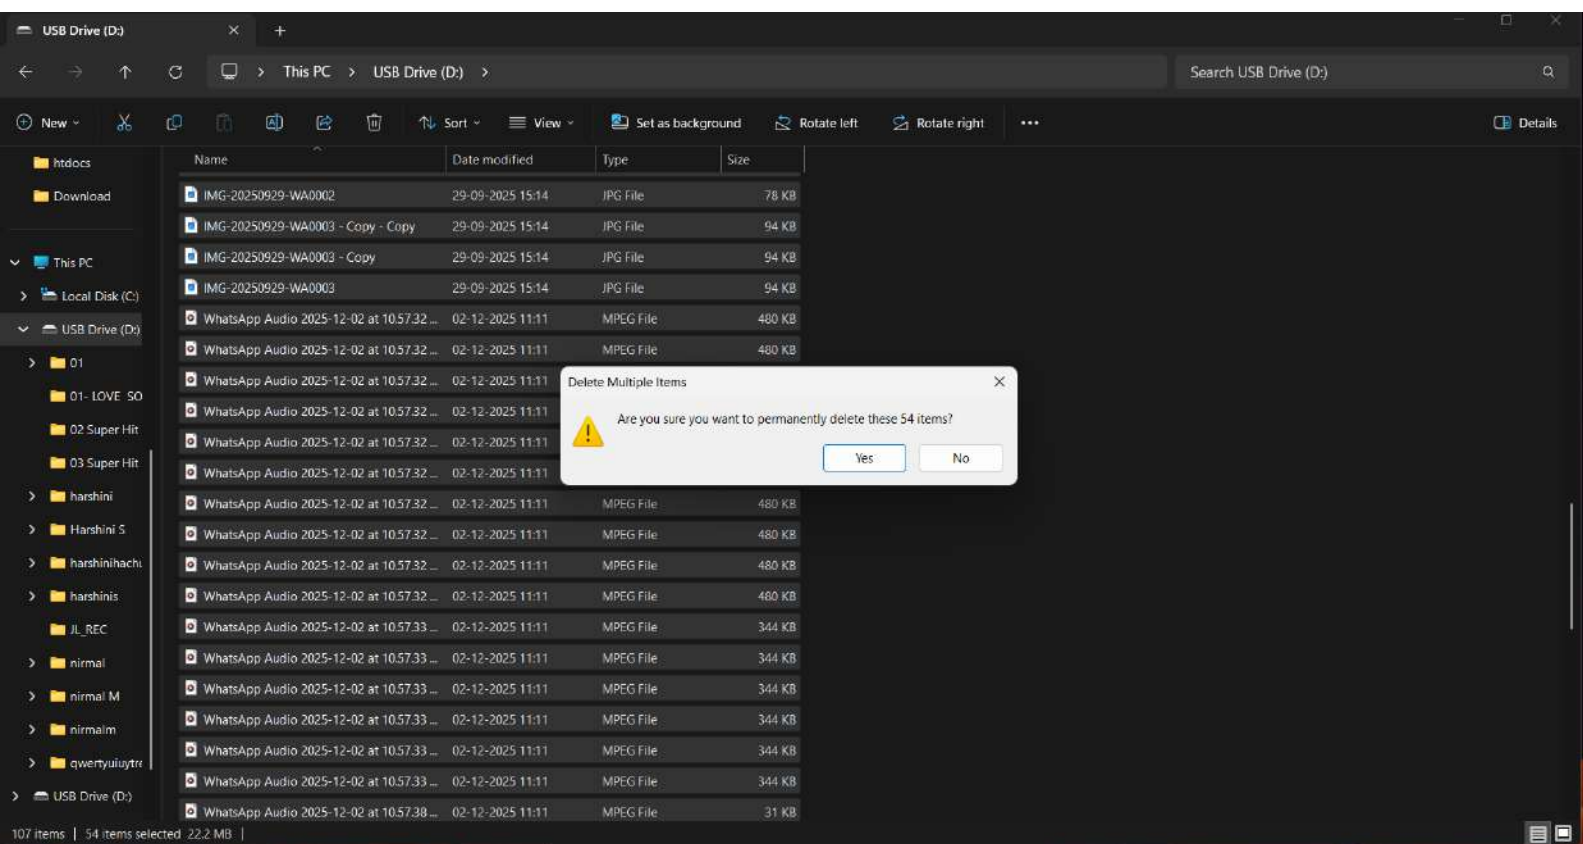 USB Drive (D:)
This PC > USB Drive (D:) >
Search USB Drive (D:)
New
Sort
View
Set as background
Rotate left
Rotate right
Details
htdocs
Download
This PC
Local Disk (C:)
USB Drive (D:)
01
01- LOVE SO
02 Super Hit
03 Super Hit
harshini
Harshini S
harshinihachu
harshinis
JL_REC
nirmal
nirmal M
nirmalm
qwertyuiuytre
USB Drive (D:)
Name Date modified Type Size
IMG-20250929-WA0002 29-09-2025 15:14 JPG File 78 KB
IMG-20250929-WA0003 - Copy - Copy 29-09-2025 15:14 JPG File 94 KB
IMG-20250929-WA0003 - Copy 29-09-2025 15:14 JPG File 94 KB
IMG-20250929-WA0003 29-09-2025 15:14 JPG File 94 KB
WhatsApp Audio 2025-12-02 at 10.57.32 ... 02-12-2025 11:11 MPEG File 480 KB
WhatsApp Audio 2025-12-02 at 10.57.32 ... 02-12-2025 11:11 MPEG File 480 KB
WhatsApp Audio 2025-12-02 at 10.57.32 ... 02-12-2025 11:11
WhatsApp Audio 2025-12-02 at 10.57.32 ... 02-12-2025 11:11
WhatsApp Audio 2025-12-02 at 10.57.32 ... 02-12-2025 11:11
WhatsApp Audio 2025-12-02 at 10.57.32 ... 02-12-2025 11:11
WhatsApp Audio 2025-12-02 at 10.57.32 ... 02-12-2025 11:11 MPEG File 480 KB
WhatsApp Audio 2025-12-02 at 10.57.32 ... 02-12-2025 11:11 MPEG File 480 KB
WhatsApp Audio 2025-12-02 at 10.57.32 ... 02-12-2025 11:11 MPEG File 480 KB
WhatsApp Audio 2025-12-02 at 10.57.32 ... 02-12-2025 11:11 MPEG File 480 KB
WhatsApp Audio 2025-12-02 at 10.57.33 ... 02-12-2025 11:11 MPEG File 344 KB
WhatsApp Audio 2025-12-02 at 10.57.33 ... 02-12-2025 11:11 MPEG File 344 KB
WhatsApp Audio 2025-12-02 at 10.57.33 ... 02-12-2025 11:11 MPEG File 344 KB
WhatsApp Audio 2025-12-02 at 10.57.33 ... 02-12-2025 11:11 MPEG File 344 KB
WhatsApp Audio 2025-12-02 at 10.57.33 ... 02-12-2025 11:11 MPEG File 344 KB
WhatsApp Audio 2025-12-02 at 10.57.33 ... 02-12-2025 11:11 MPEG File 344 KB
WhatsApp Audio 2025-12-02 at 10.57.38 ... 02-12-2025 11:11 MPEG File 31 KB
Delete Multiple Items
Are you sure you want to permanently delete these 54 items?
Yes
No
107 items | 54 items selected 22.2 MB |